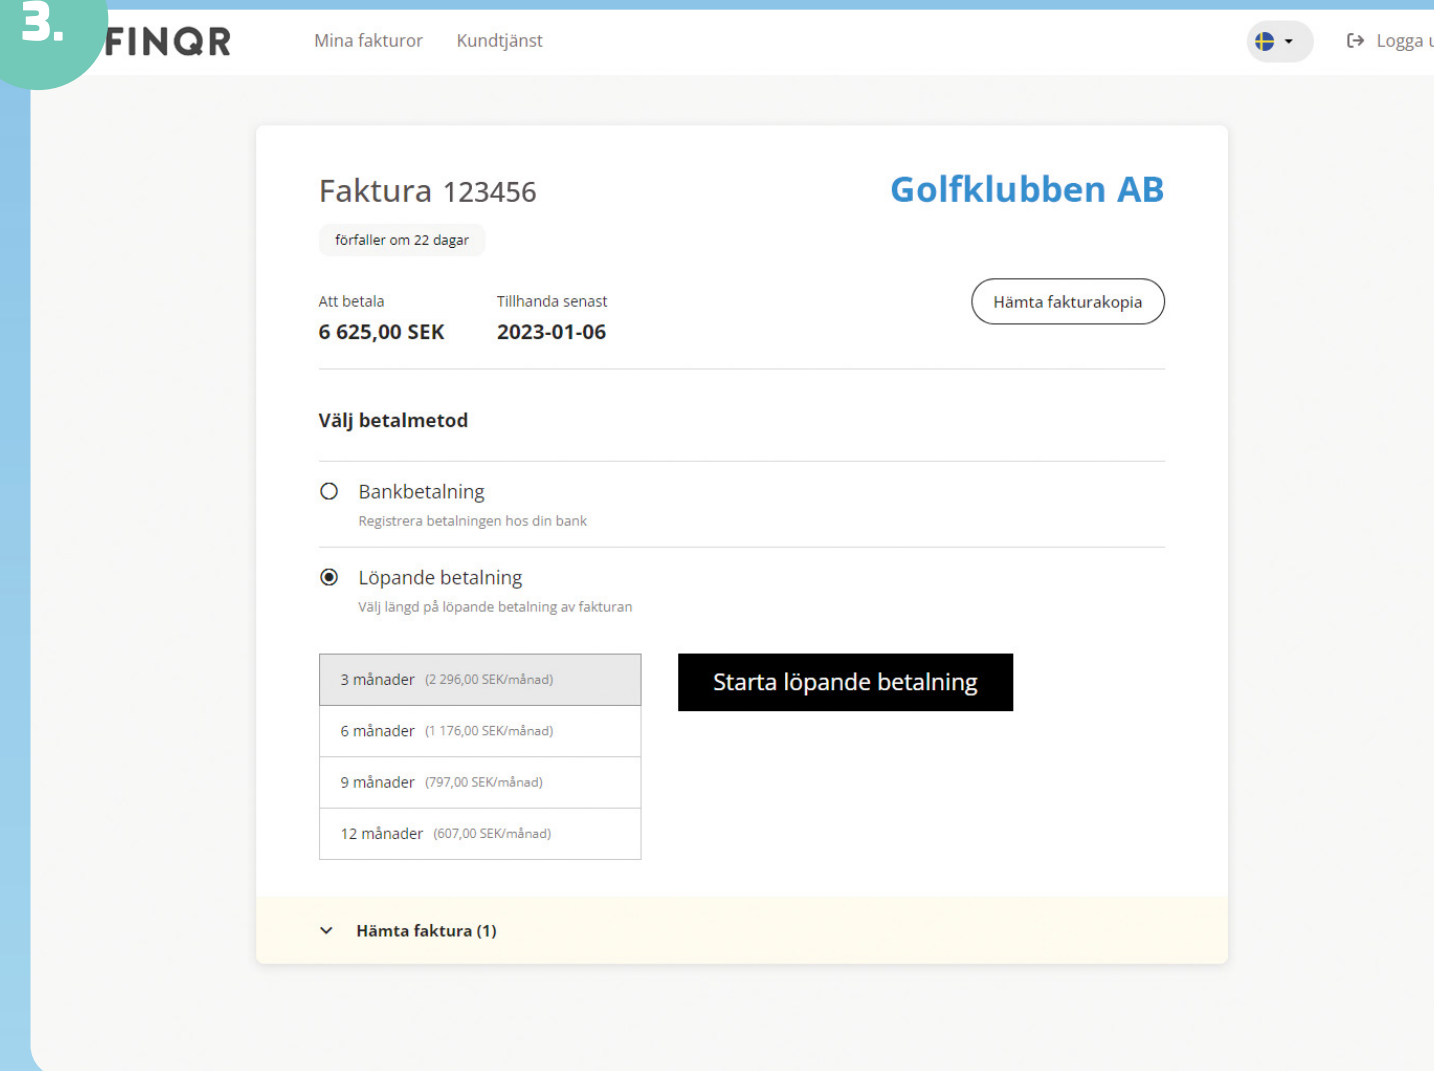 3.
FINQR
Mina fakturor
Kundtjänst
Logga
Faktura 123456
Golfklubben AB
förfaller om 22 dagar
Att betala
Tillhanda senast
6 625,00 SEK
2023-01-06
Hämta fakturakopia
Välj betalmetod
Bankbetalning
Registrera betalningen hos din bank
Löpande betalning
Välj längd på löpande betalning av fakturan
3 månader (2 296,00 SEK/månad)
Starta löpande betalning
6 månader (1 176,00 SEK/månad)
9 månader (797,00 SEK/månad)
12 månader (607,00 SEK/månad)
Hämta faktura (1)